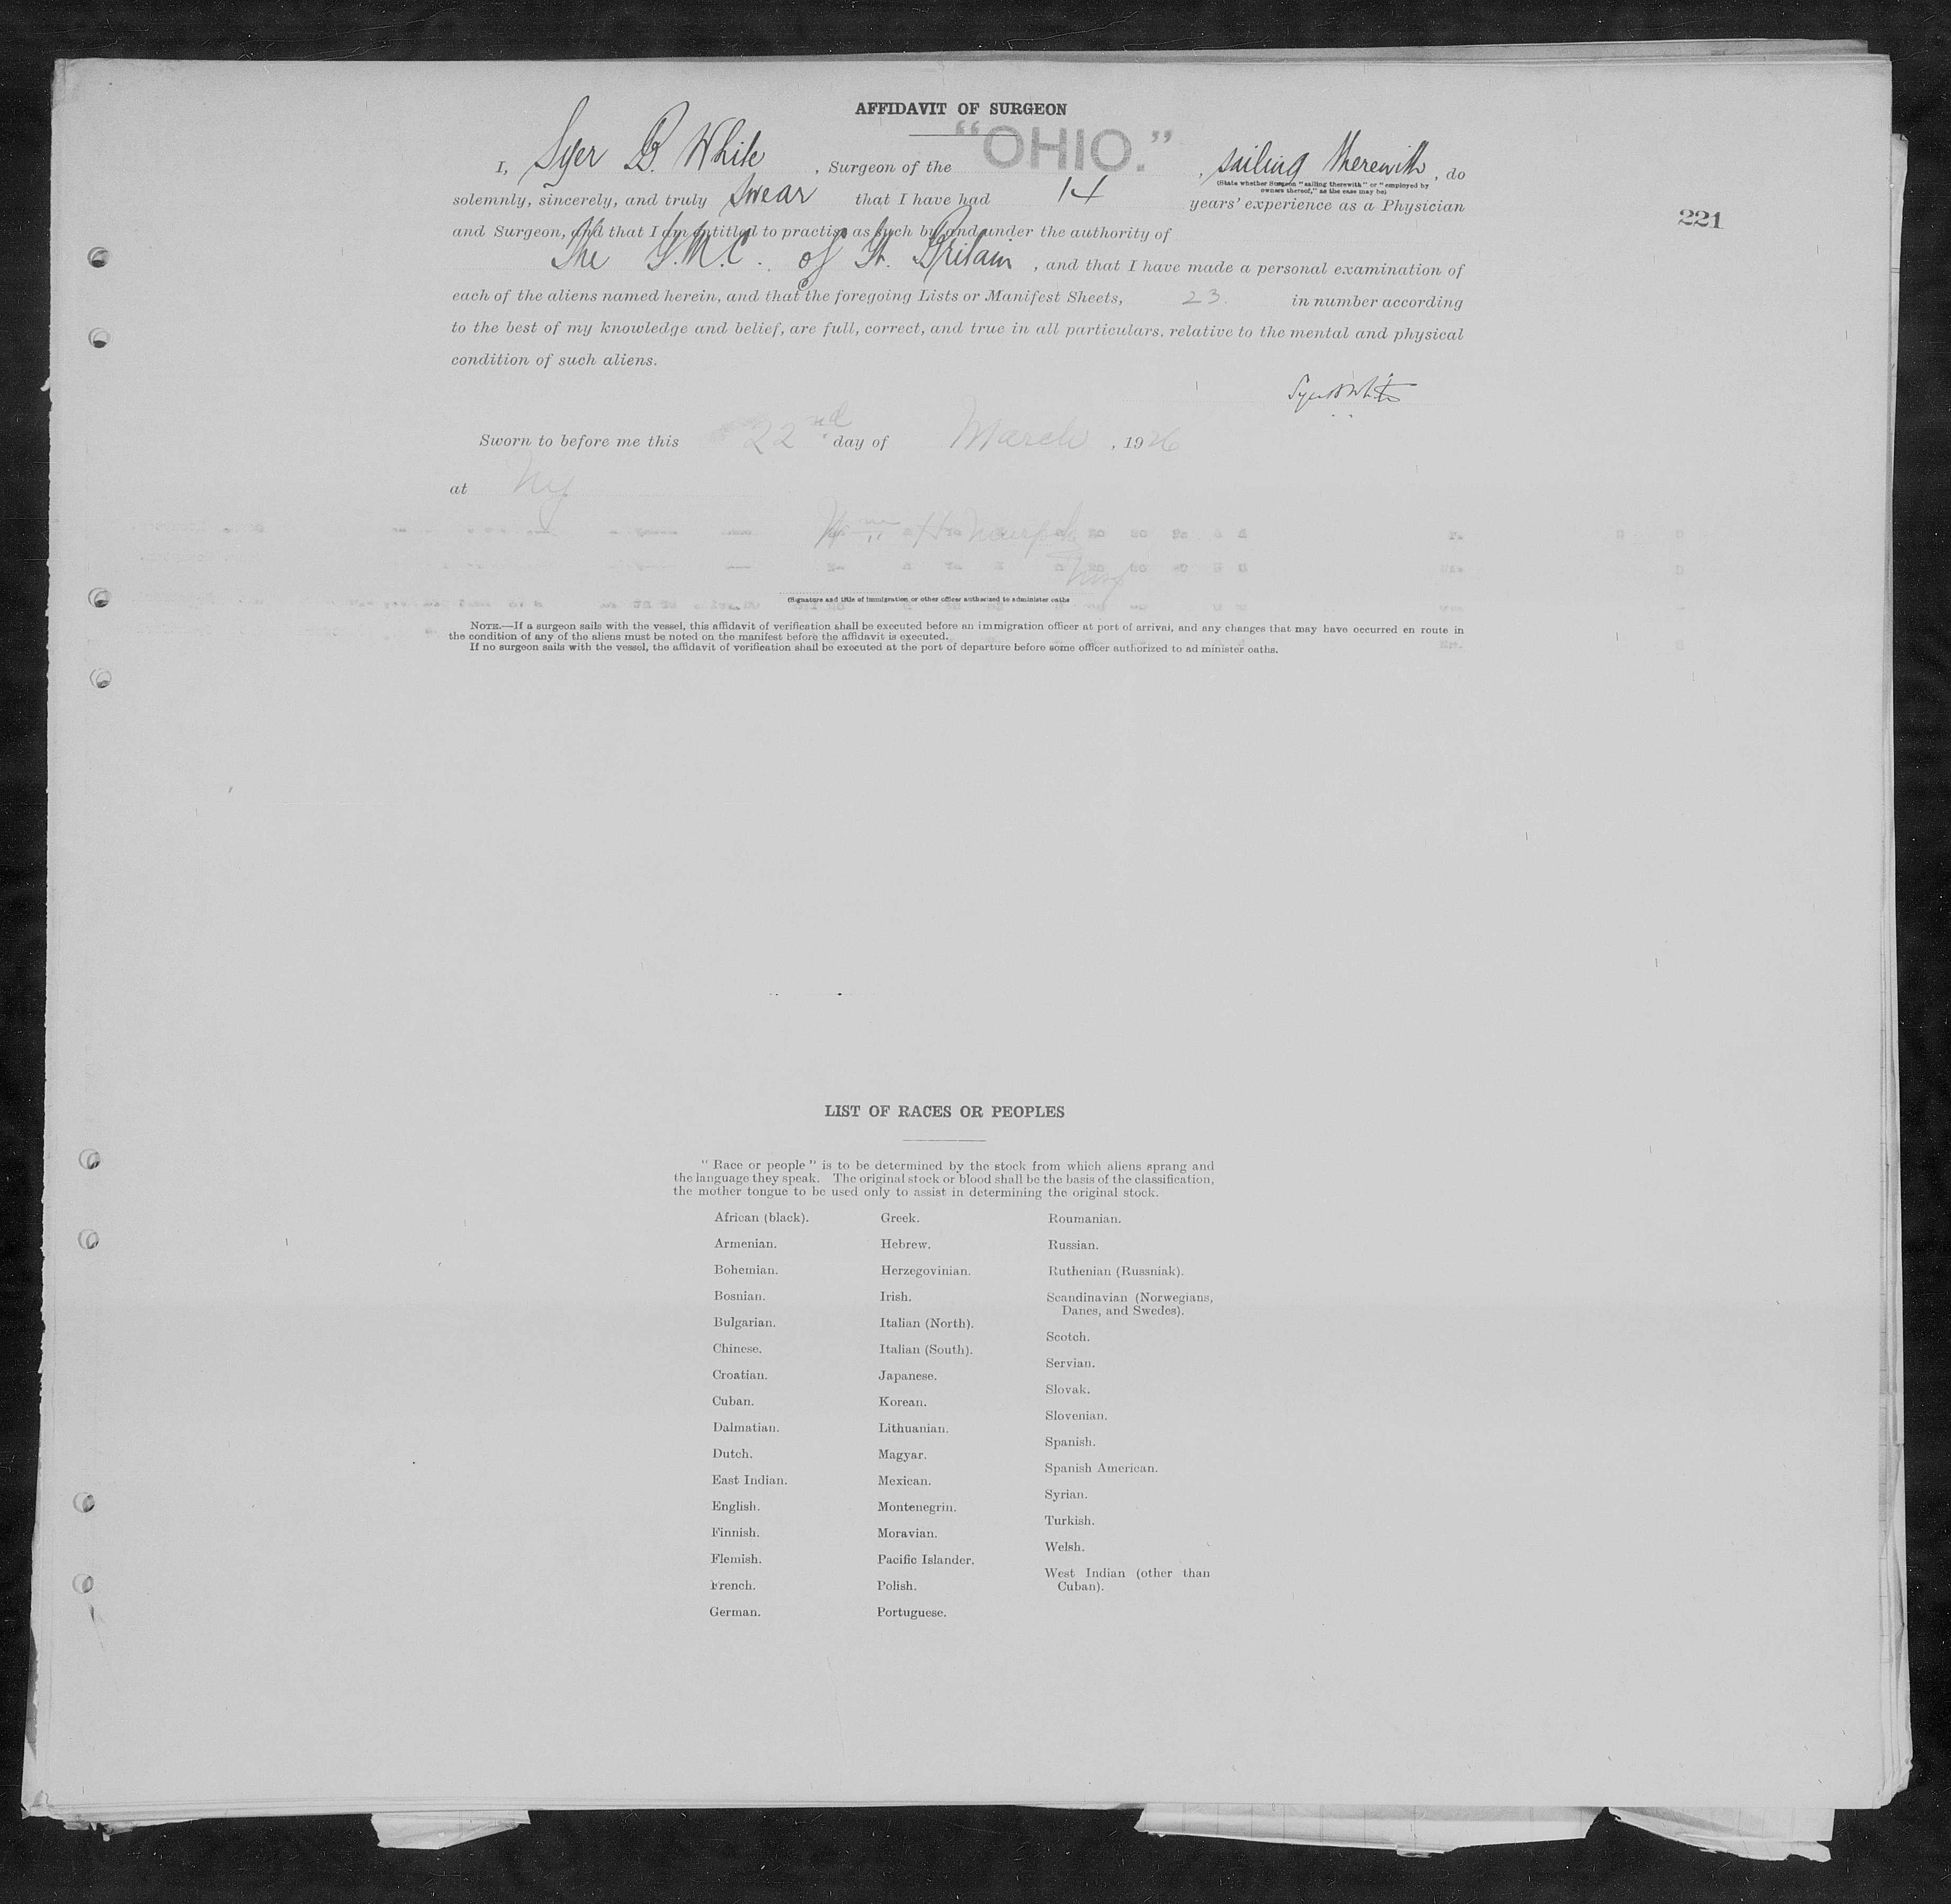 AFFIDAVIT OF SURGEON
I, Syer B. White, Surgeon of the "OHIO.", sailing therewith, do
(State whether Surgeon "sailing therewith" or "employed by
owners thereof," as the case may be)
solemnly, sincerely, and truly swear that I have had 14 years' experience as a Physician
221
and Surgeon, and that I am entitled to practise as such by and under the authority of
The G.M.C. of Gt. Britain, and that I have made a personal examination of
each of the aliens named herein, and that the foregoing Lists or Manifest Sheets, 23. in number according
to the best of my knowledge and belief, are full, correct, and true in all particulars, relative to the mental and physical
condition of such aliens.
Syer B White
Sworn to before me this 22nd day of March, 1926
at NY
(Signature and title of immigration or other officer authorized to administer oaths
NOTE.—If a surgeon sails with the vessel, this affidavit of verification shall be executed before an immigration officer at port of arrival, and any changes that may have occurred en route in
the condition of any of the aliens must be noted on the manifest before the affidavit is executed.
If no surgeon sails with the vessel, the affidavit of verification shall be executed at the port of departure before some officer authorized to ad minister oaths.
LIST OF RACES OR PEOPLES
"Race or people" is to be determined by the stock from which aliens sprang and
the language they speak. The original stock or blood shall be the basis of the classification,
the mother tongue to be used only to assist in determining the original stock.
African (black).
Armenian.
Bohemian.
Bosnian.
Bulgarian.
Chinese.
Croatian.
Cuban.
Dalmatian.
Dutch.
East Indian.
English.
Finnish.
Flemish.
French.
German.
Greek.
Hebrew.
Herzegovinian.
Irish.
Italian (North).
Italian (South).
Japanese.
Korean.
Lithuanian.
Magyar.
Mexican.
Montenegrin.
Moravian.
Pacific Islander.
Polish.
Portuguese.
Roumanian.
Russian.
Ruthenian (Russniak).
Scandinavian (Norwegians,
Danes, and Swedes).
Scotch.
Servian.
Slovak.
Slovenian.
Spanish.
Spanish American.
Syrian.
Turkish.
Welsh.
West Indian (other than
Cuban).